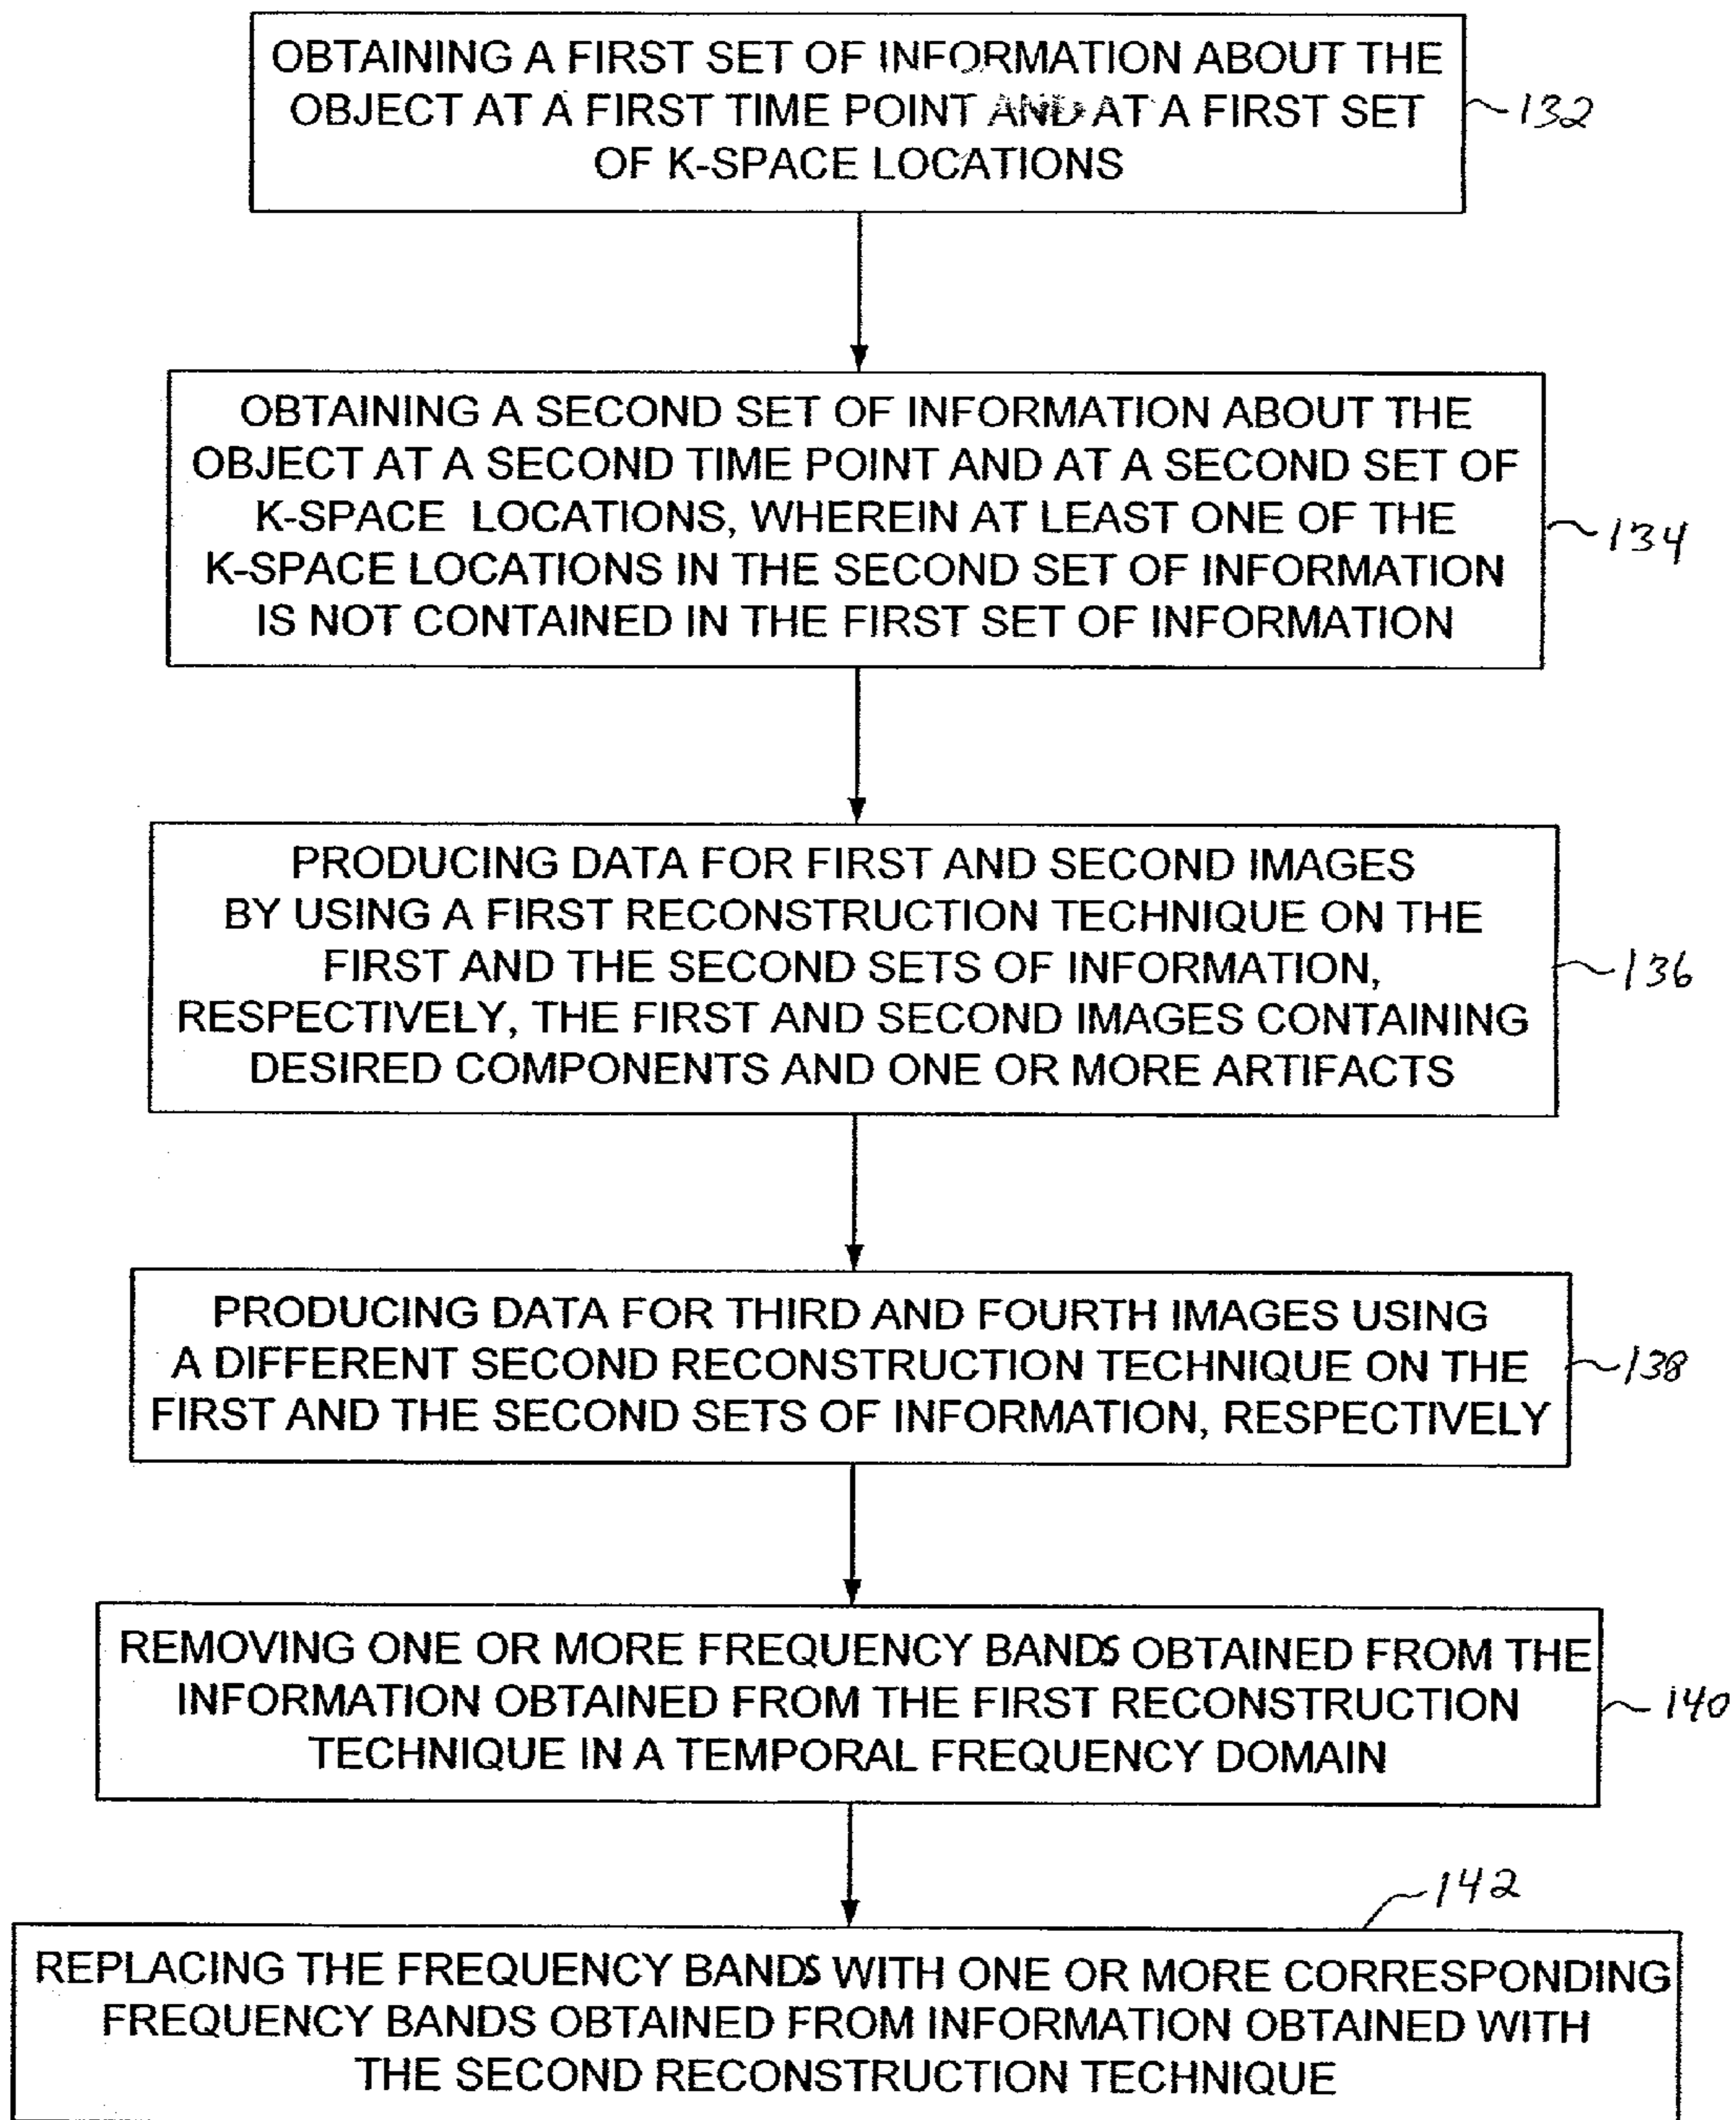 OBTAINING A FIRST SET OF INFORMATION ABOUT THE
OBJECT AT A FIRST TIME POINT AND AT A FIRST SET
OF K-SPACE LOCATIONS
132
OBTAINING A SECOND SET OF INFORMATION ABOUT THE
OBJECT AT A SECOND TIME POINT AND AT A SECOND SET OF
K-SPACE LOCATIONS, WHEREIN AT LEAST ONE OF THE
K-SPACE LOCATIONS IN THE SECOND SET OF INFORMATION
IS NOT CONTAINED IN THE FIRST SET OF INFORMATION
134
PRODUCING DATA FOR FIRST AND SECOND IMAGES
BY USING A FIRST RECONSTRUCTION TECHNIQUE ON THE
FIRST AND THE SECOND SETS OF INFORMATION,
RESPECTIVELY, THE FIRST AND SECOND IMAGES CONTAINING
DESIRED COMPONENTS AND ONE OR MORE ARTIFACTS
136
PRODUCING DATA FOR THIRD AND FOURTH IMAGES USING
A DIFFERENT SECOND RECONSTRUCTION TECHNIQUE ON THE
FIRST AND THE SECOND SETS OF INFORMATION, RESPECTIVELY
138
REMOVING ONE OR MORE FREQUENCY BANDS OBTAINED FROM THE
INFORMATION OBTAINED FROM THE FIRST RECONSTRUCTION
TECHNIQUE IN A TEMPORAL FREQUENCY DOMAIN
140
142
REPLACING THE FREQUENCY BANDS WITH ONE OR MORE CORRESPONDING
FREQUENCY BANDS OBTAINED FROM INFORMATION OBTAINED WITH
THE SECOND RECONSTRUCTION TECHNIQUE